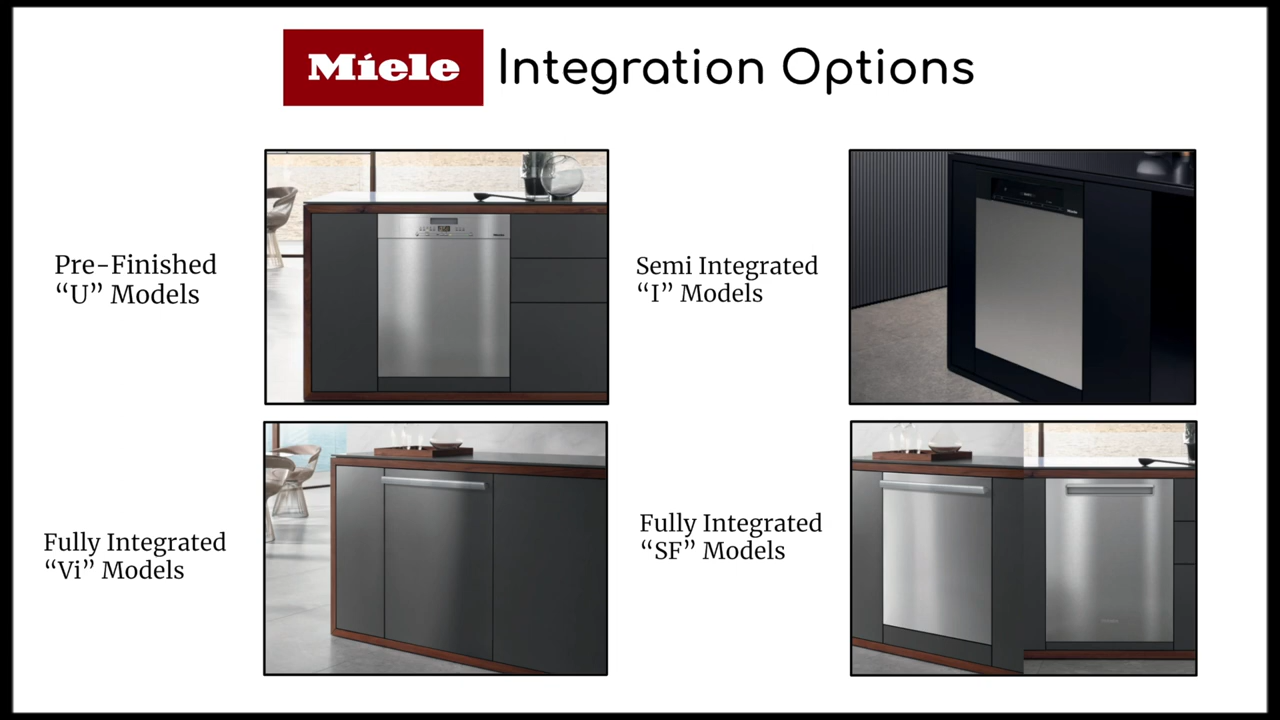 Miele Integration Options
Pre-Finished
“U” Models
Semi Integrated
“I” Models
Fully Integrated
“Vi” Models
Fully Integrated
“SF” Models